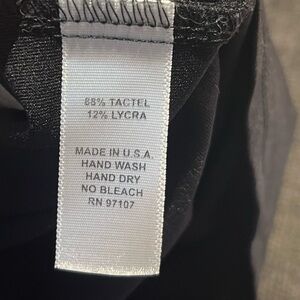 88% TACTEL
12% LYCRA
MADE IN U.S.A.
HAND WASH
HAND DRY
NO BLEACH
RN 97107